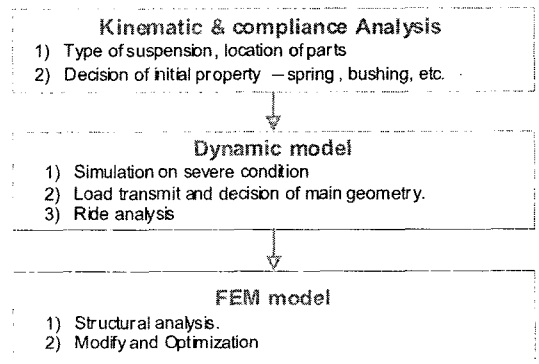 Kinematic & compliance Analysis
1) Type of suspension, location of parts
2) Decision of initial property – spring, bushing, etc.
Dynamic model
1) Simulation on severe condition
2) Load transmit and decision of main geometry.
3) Ride analysis
FEM model
1) Structural analysis.
2) Modify and Optimization